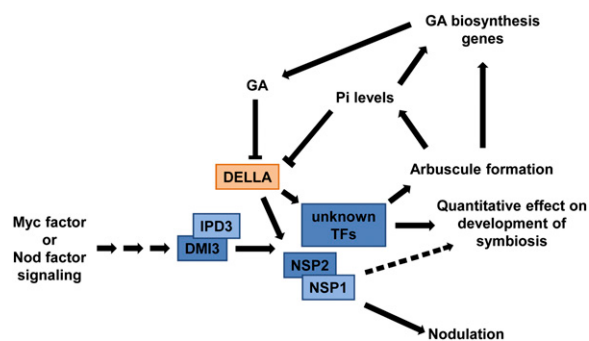 GA biosynthesis
genes
GA
Pi levels
DELLA
Arbuscule formation
unknown
TFs
Quantitative effect on
development of
symbiosis
Myc factor
or
Nod factor
signaling
IPD3
DMI3
NSP2
NSP1
Nodulation